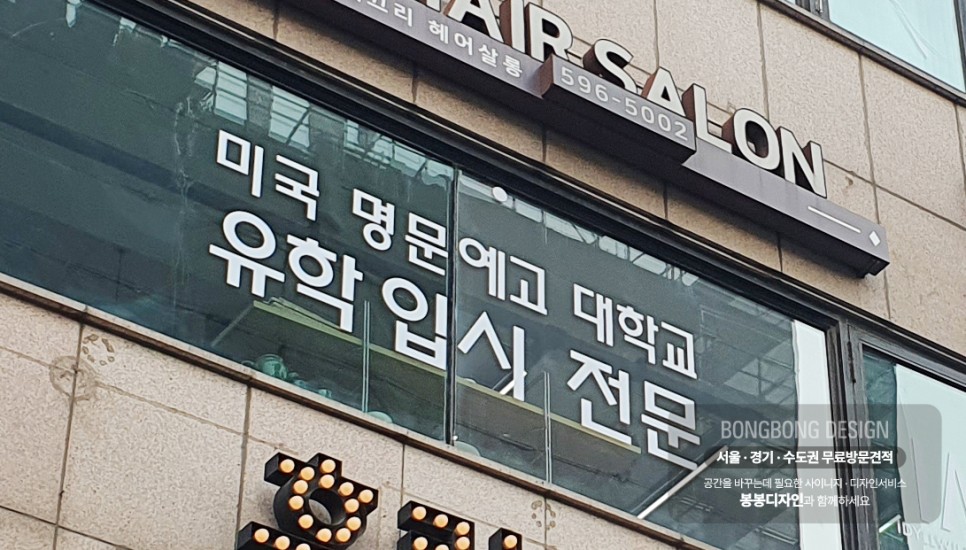 HAIR SALON
헤어살롱
596-5002
미국 명문예고 대학교
유학입시 전문
BONGBONG DESIGN
서울 · 경기 · 수도권 무료방문견적
공간을 바꾸는데 필요한 사이니지 · 디자인서비스
봉봉디자인과 함께하세요